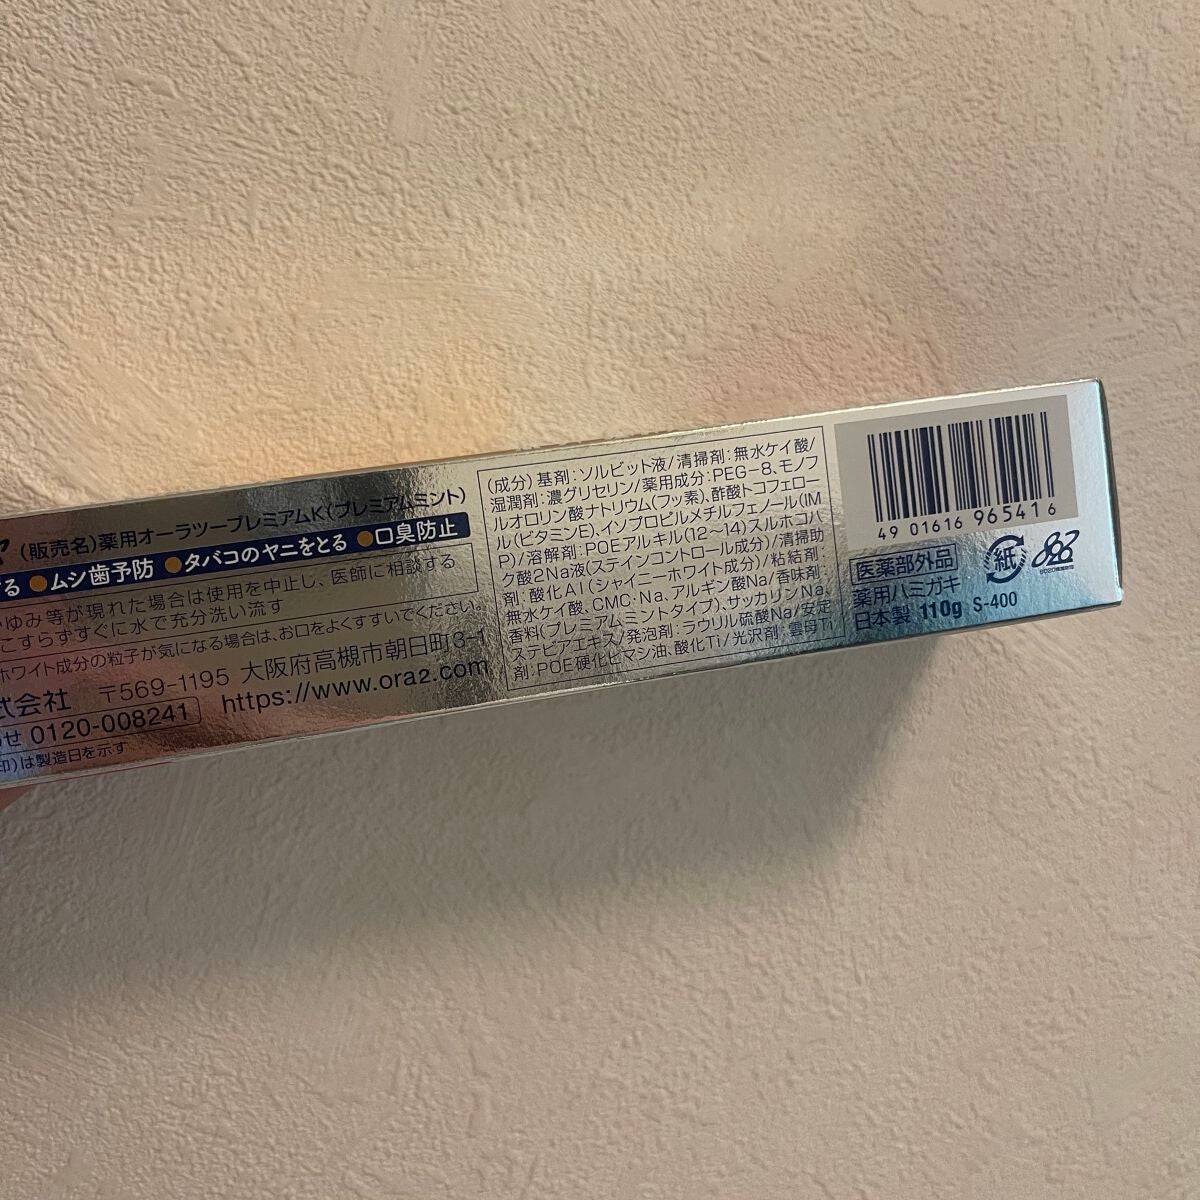 (販売名)薬用オーラツープレミアムK(プレミアムミント)
る ●ムシ歯予防 ●タバコのヤニをとる ●口臭防止
ゆみ等が現れた場合は使用を中止し、医師に相談する
こすらずすぐに水で充分洗い流す
ホワイト成分の粒子が気になる場合は、お口をよくすすいでください。
式会社 〒569-1195 大阪府高槻市朝日町3-1
せ 0120-008241 https://www.ora2.com
印)は製造日を示す
(成分)基剤:ソルビット液/清掃剤:無水ケイ酸/
湿潤剤:濃グリセリン/薬用成分:PEG-8、モノフ
ルオロリン酸ナトリウム(フッ素)、酢酸トコフェロー
ル(ビタミンE)、イソプロピルメチルフェノール(IM
P)/溶解剤:POEアルキル(12~14)スルホコハ
ク酸2Na液(ステインコントロール成分)/清掃助
剤:酸化Al(シャイニーホワイト成分)/粘結剤:
無水ケイ酸、CMC・Na、アルギン酸Na/香味剤:
香料(プレミアムミントタイプ)、サッカリンNa、
ステビアエキス/発泡剤:ラウリル硫酸Na/安定
剤:POE硬化ヒマシ油、酸化Ti/光沢剤:雲母Ti
4901616 965416
医薬部外品
薬用ハミガキ
日本製 110g S-400
紙
8020推進財団